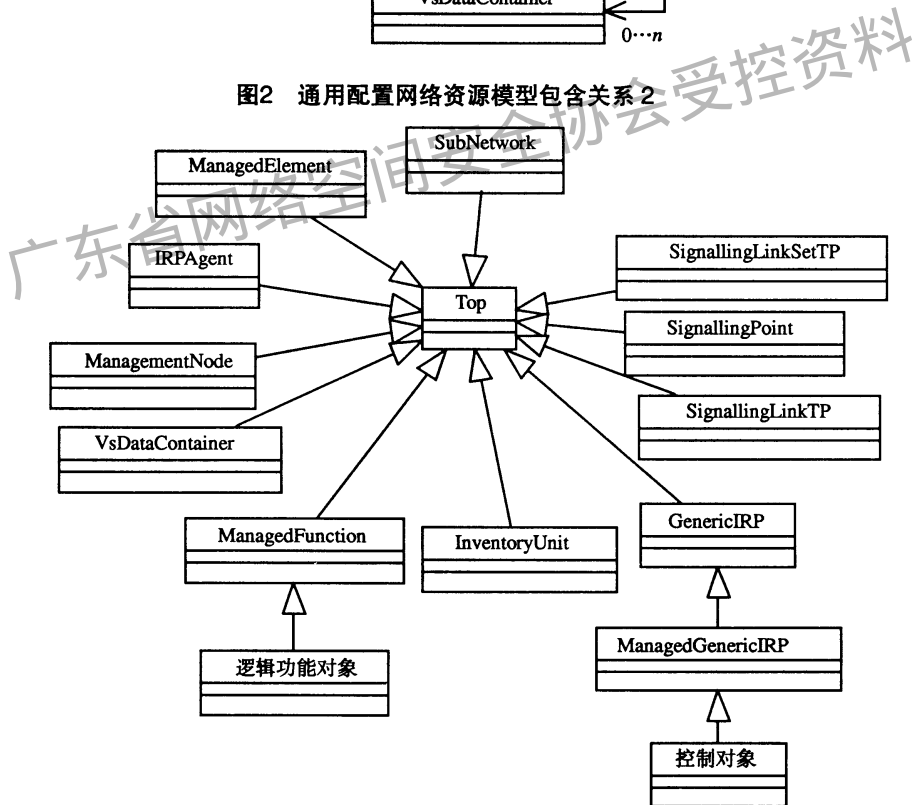 VsDataContainer
0…n
图2 通用配置网络资源模型包含关系2
SubNetwork
ManagedElement
IRPAgent
SignallingLinkSetTP
Top
SignallingPoint
ManagementNode
SignallingLinkTP
VsDataContainer
GenericIRP
ManagedFunction
InventoryUnit
ManagedGenericIRP
逻辑功能对象
控制对象
广东省网络空间安全协会受控资料